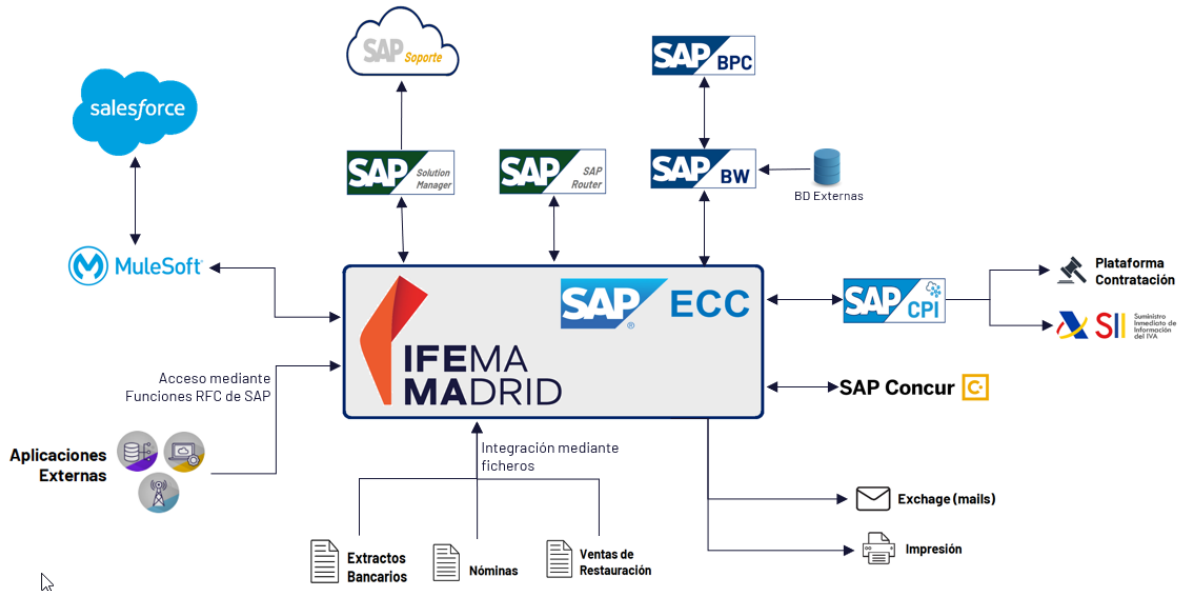 SAP Soporte
SAP BPC
salesforce
SAP Solution
Manager
SAP SAP
Router
SAP BW
BD Externas
MuleSoft
SAP ECC
SAP CPI
Plataforma
Contratación
SII
Suministro
Inmediato de
Información
del IVA
IFEMA
MADRID
Acceso mediante
Funciones RFC de SAP
SAP Concur C
Aplicaciones
Externas
Integración mediante
ficheros
Exchage (mails)
Impresión
Extractos
Bancarios
Nóminas
Ventas de
Restauración